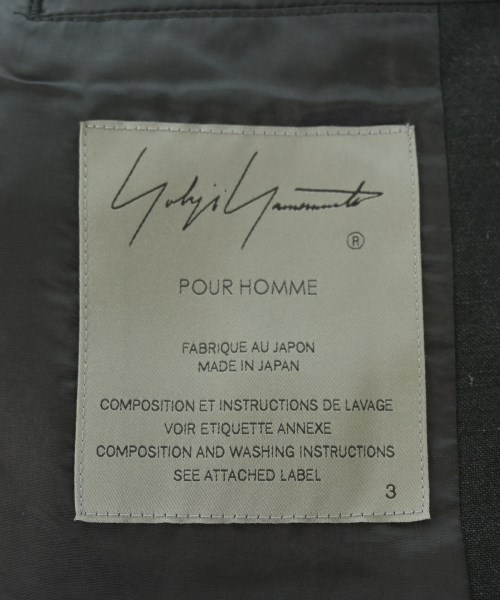 Yohji Yamamoto
®
POUR HOMME
FABRIQUE AU JAPON
MADE IN JAPAN
COMPOSITION ET INSTRUCTIONS DE LAVAGE
VOIR ETIQUETTE ANNEXE
COMPOSITION AND WASHING INSTRUCTIONS
SEE ATTACHED LABEL
3